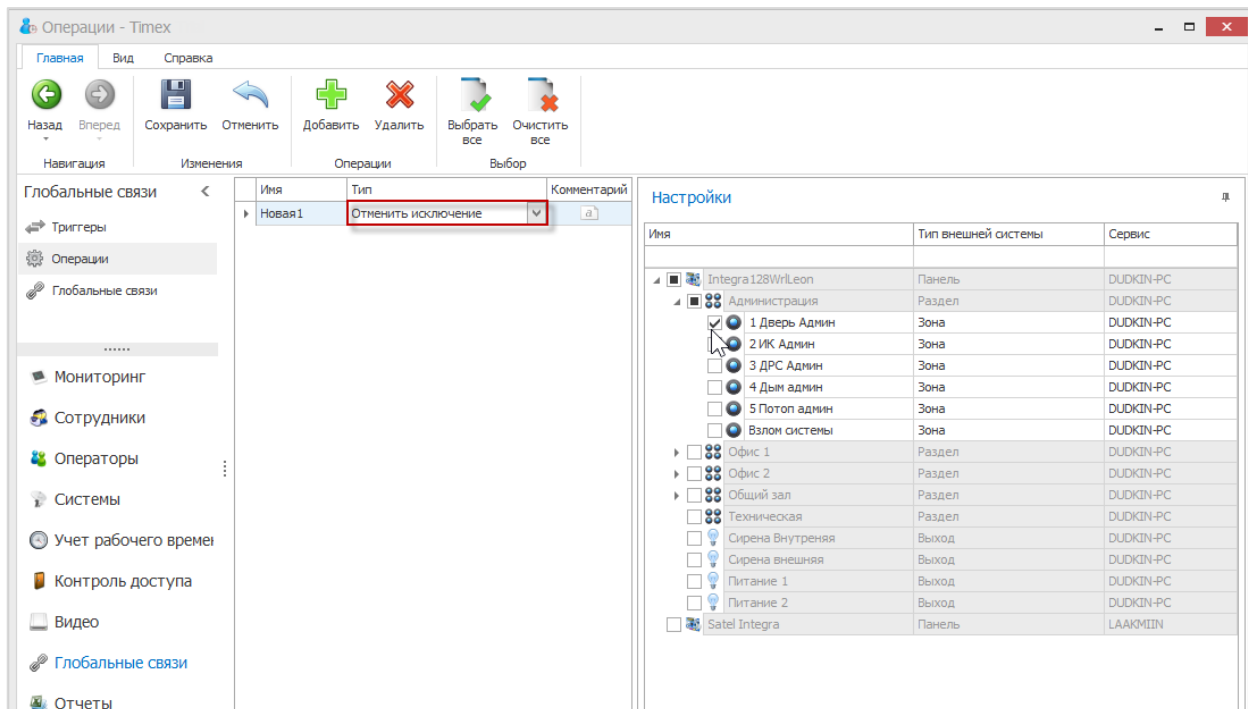 Операции - Timex
Главная Вид Справка
Назад Вперед Сохранить Отменить Добавить Удалить Выбрать все Очистить все
Навигация Изменения Операции Выбор
Глобальные связи
Триггеры
Операции
Глобальные связи
Мониторинг
Сотрудники
Операторы
Системы
Учет рабочего времен
Контроль доступа
Видео
Глобальные связи
Отчеты
Имя Тип Комментарий
Новая1 Отменить исключение a
Настройки
Имя Тип внешней системы Сервис
Integra128WrlLeon Панель DUDKIN-PC
Администрация Раздел DUDKIN-PC
1 Дверь Админ Зона DUDKIN-PC
2 ИК Админ Зона DUDKIN-PC
3 ДРС Админ Зона DUDKIN-PC
4 Дым админ Зона DUDKIN-PC
5 Потоп админ Зона DUDKIN-PC
Взлом системы Зона DUDKIN-PC
Офис 1 Раздел DUDKIN-PC
Офис 2 Раздел DUDKIN-PC
Общий зал Раздел DUDKIN-PC
Техническая Раздел DUDKIN-PC
Сирена Внутреняя Выход DUDKIN-PC
Сирена внешняя Выход DUDKIN-PC
Питание 1 Выход DUDKIN-PC
Питание 2 Выход DUDKIN-PC
Satel Integra Панель LAAKMIIN